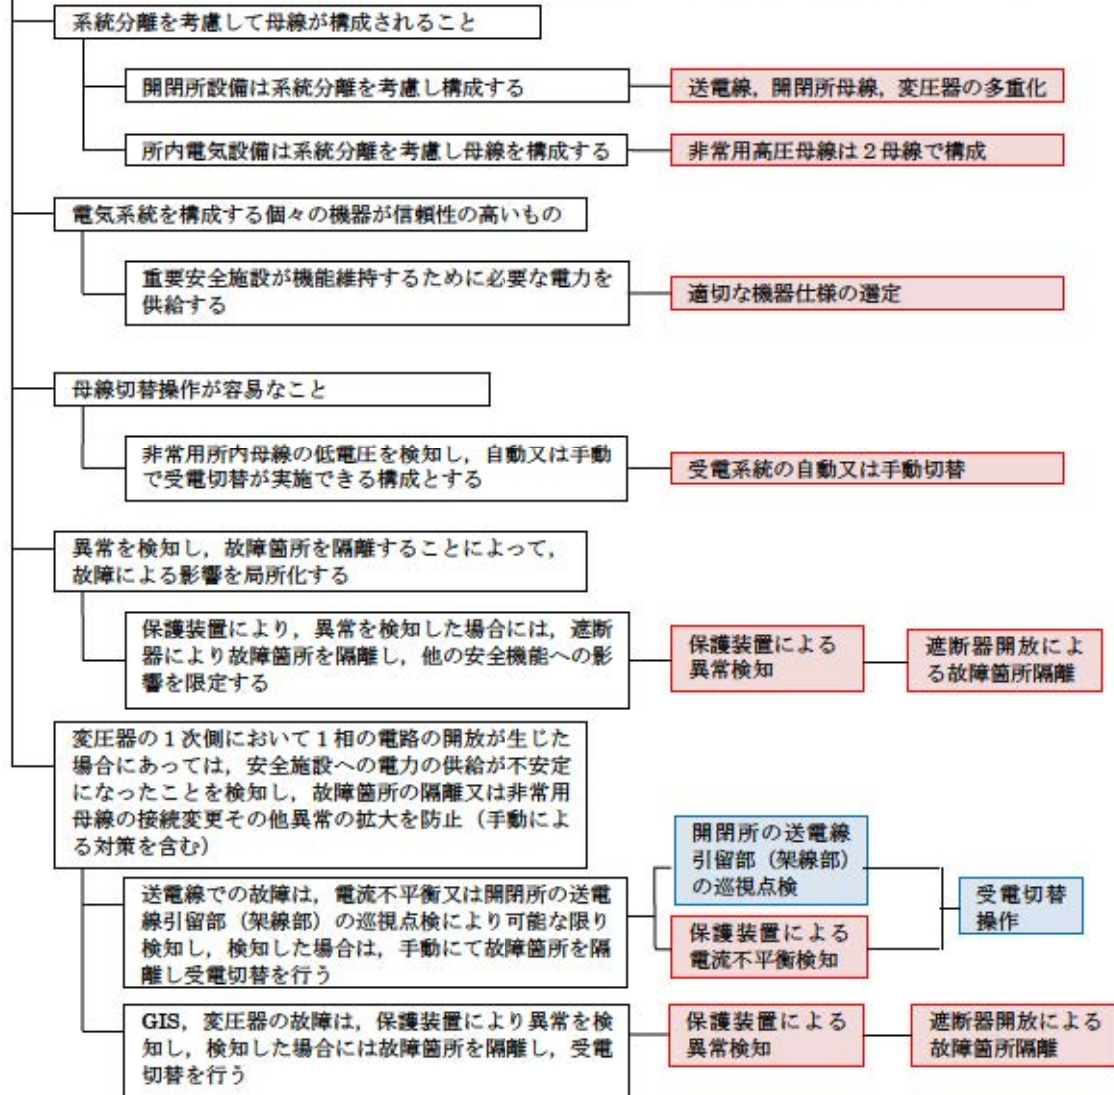 系統分離を考慮して母線が構成されること
開閉所設備は系統分離を考慮し構成する
送電線，開閉所母線，変圧器の多重化
所内電気設備は系統分離を考慮し母線を構成する
非常用高圧母線は２母線で構成
電気系統を構成する個々の機器が信頼性の高いもの
重要安全施設が機能維持するために必要な電力を
供給する
適切な機器仕様の選定
母線切替操作が容易なこと
非常用所内母線の低電圧を検知し，自動又は手動
で受電切替が実施できる構成とする
受電系統の自動又は手動切替
異常を検知し，故障箇所を隔離することによって，
故障による影響を局所化する
保護装置により，異常を検知した場合には，遮断
器により故障箇所を隔離し，他の安全機能への影
響を限定する
保護装置による
異常検知
遮断器開放によ
る故障箇所隔離
変圧器の１次側において１相の電路の開放が生じた
場合にあっては，安全施設への電力の供給が不安定
になったことを検知し，故障箇所の隔離又は非常用
母線の接続変更その他異常の拡大を防止（手動によ
る対策を含む）
送電線での故障は，電流不平衡又は開閉所の送電
線引留部（架線部）の巡視点検により可能な限り
検知し，検知した場合は，手動にて故障箇所を隔
離し受電切替を行う
開閉所の送電線
引留部（架線部）
の巡視点検
保護装置による
電流不平衡検知
受電切替
操作
GIS，変圧器の故障は，保護装置により異常を検
知し，検知した場合には故障箇所を隔離し，受電
切替を行う
保護装置による
異常検知
遮断器開放による
故障箇所隔離